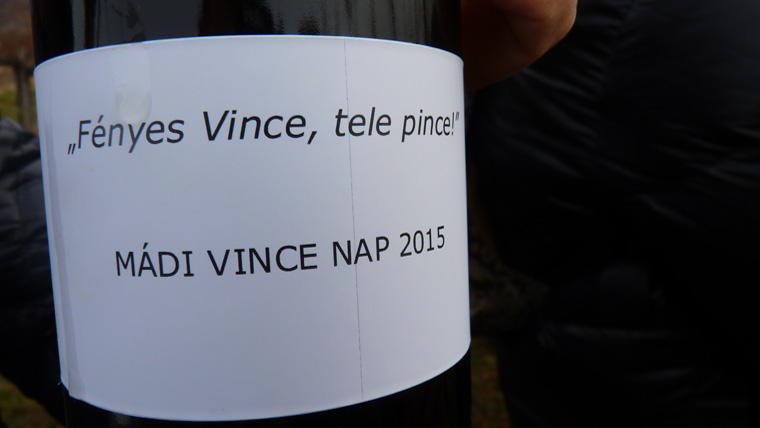 „Fényes Vince, tele pince!"
MÁDI VINCE NAP 2015